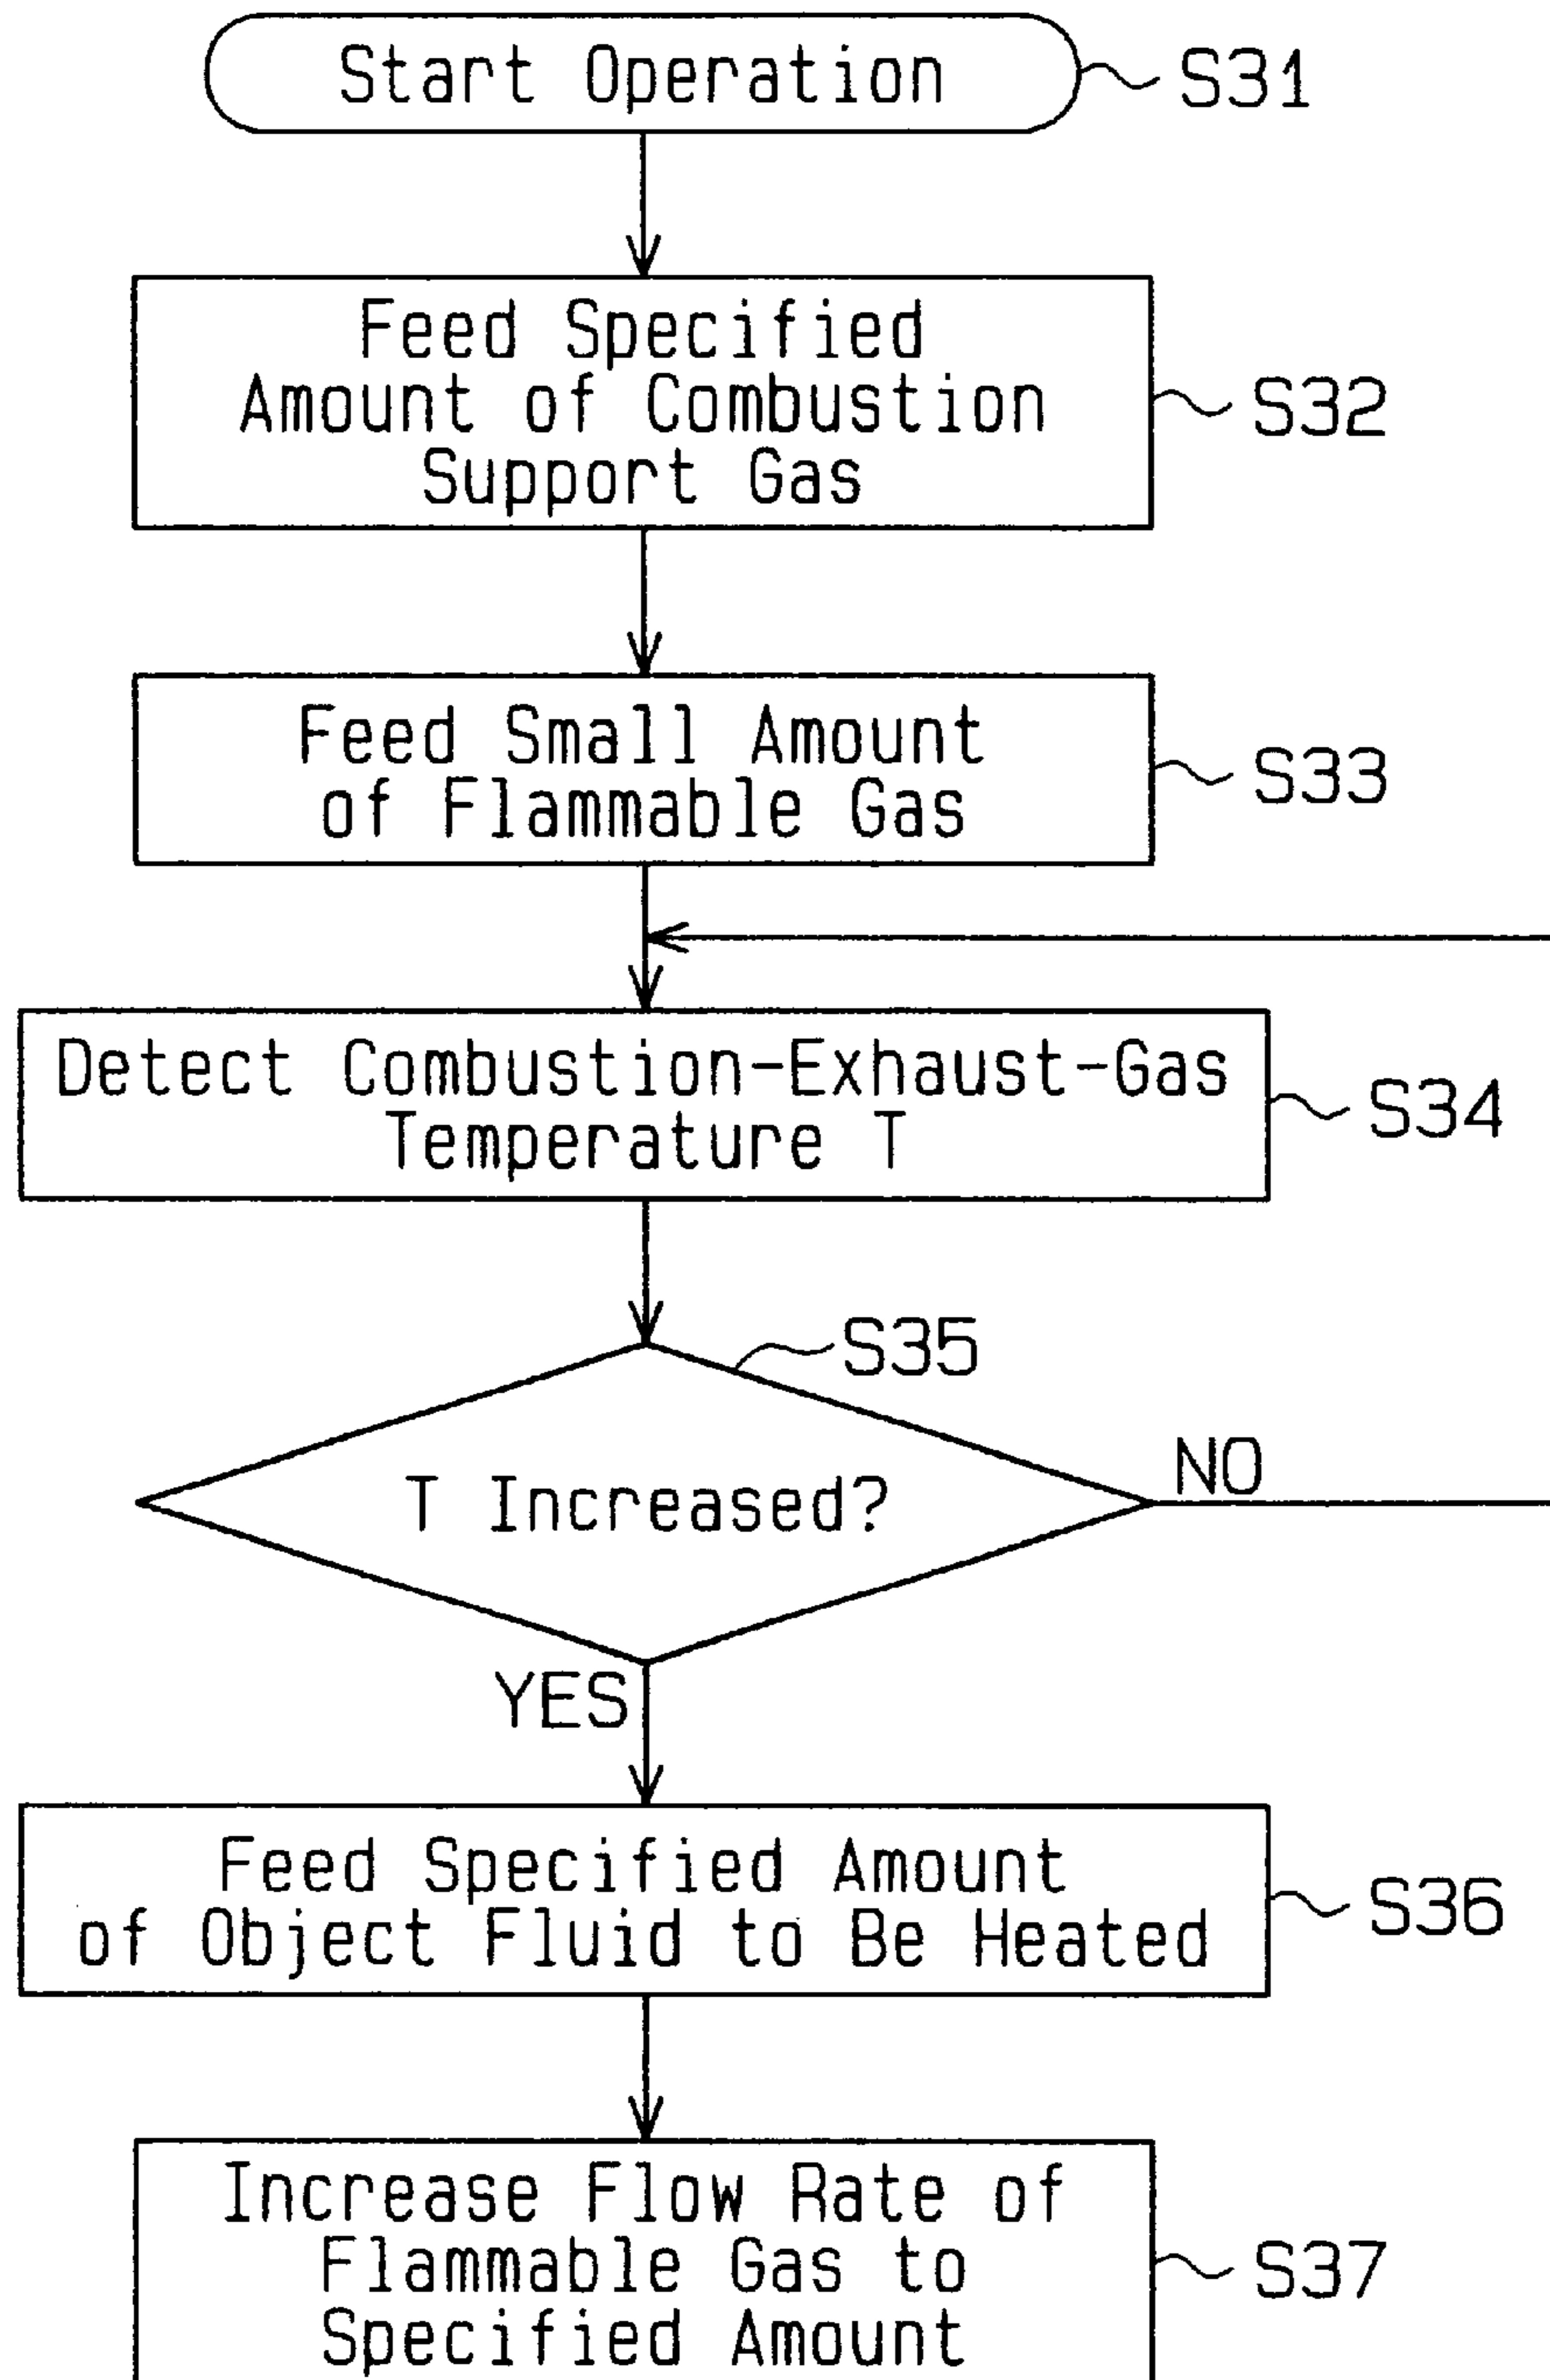 Start Operation
S31
Feed Specified
Amount of Combustion
Support Gas
S32
Feed Small Amount
of Flammable Gas
S33
Detect Combustion-Exhaust-Gas
Temperature T
S34
S35
T Increased?
NO
YES
Feed Specified Amount
of Object Fluid to Be Heated
S36
Increase Flow Rate of
Flammable Gas to
Specified Amount
S37